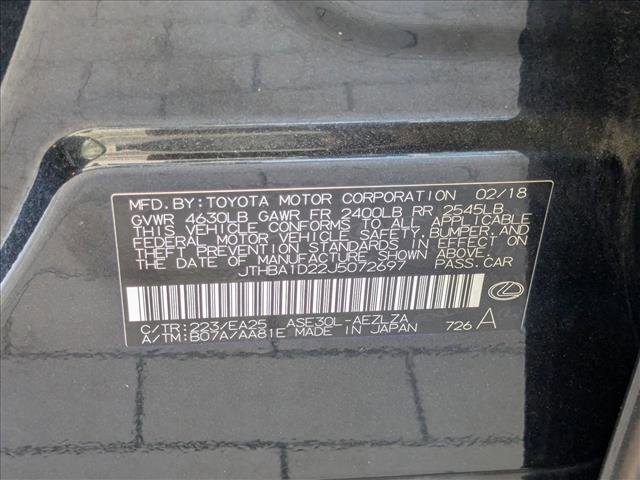 MFD. BY: TOYOTA MOTOR CORPORATION 02/18
GVWR 4630LB GAWR FR 2400LB RR 2545LB
THIS VEHICLE CONFORMS TO ALL APPLICABLE
FEDERAL MOTOR VEHICLE SAFETY, BUMPER, AND
THEFT PREVENTION STANDARDS IN EFFECT ON
THE DATE OF MANUFACTURE SHOWN ABOVE.
JTHBA1D22J5072697 PASS. CAR
C/TR: 223/EA25 ASE30L-AEZLZA
A/TM: B07A/AA81E MADE IN JAPAN 726 A